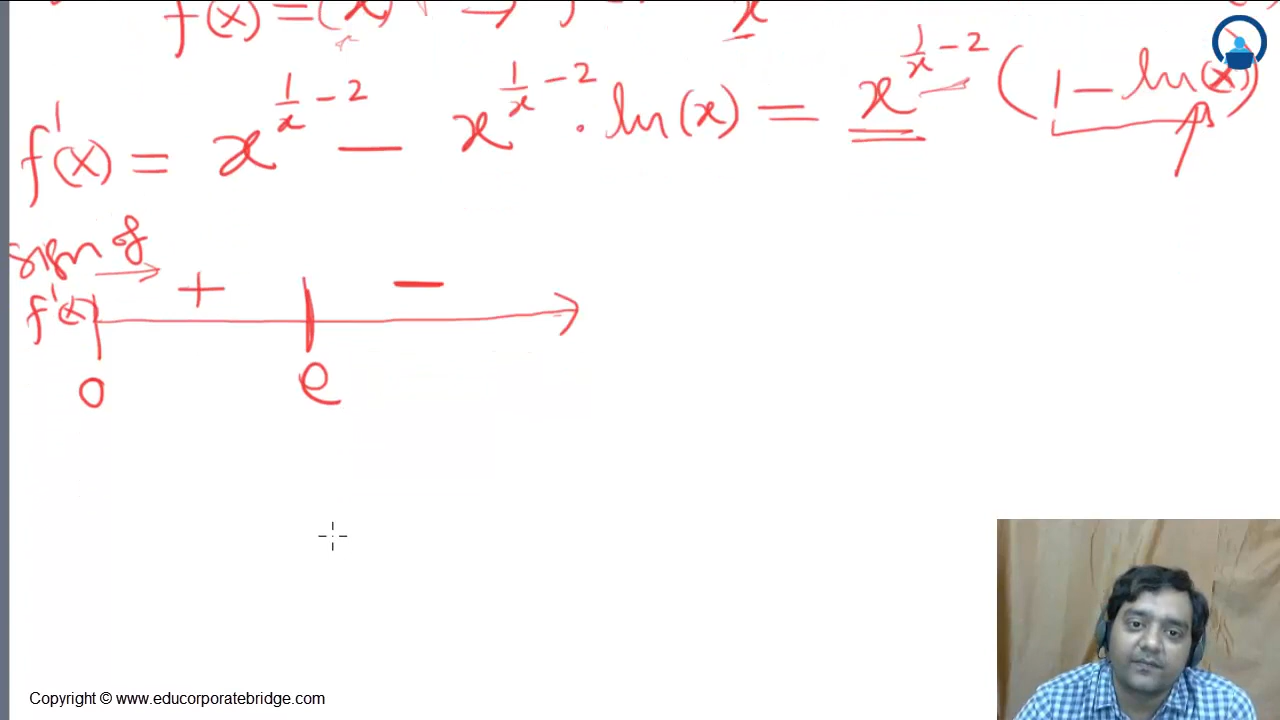 f(x) = (x)
f'(x) = x^{1/x - 2} - x^{1/x - 2} . ln(x) = x^{1/x - 2} (1 - ln(x))
sign of
f'(x)
+ -
0 e
Copyright © www.educorporatebridge.com